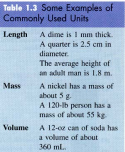 Table 1.3 Some Examples of
Commonly Used Units
Length A dime is 1 mm thick.
A quarter is 2.5 cm in
diameter.
The average height of
an adult man is 1.8 m.
Mass A nickel has a mass of
about 5 g.
A 120-lb person has a
mass of about 55 kg.
Volume A 12-oz can of soda has
a volume of about
360 mL.